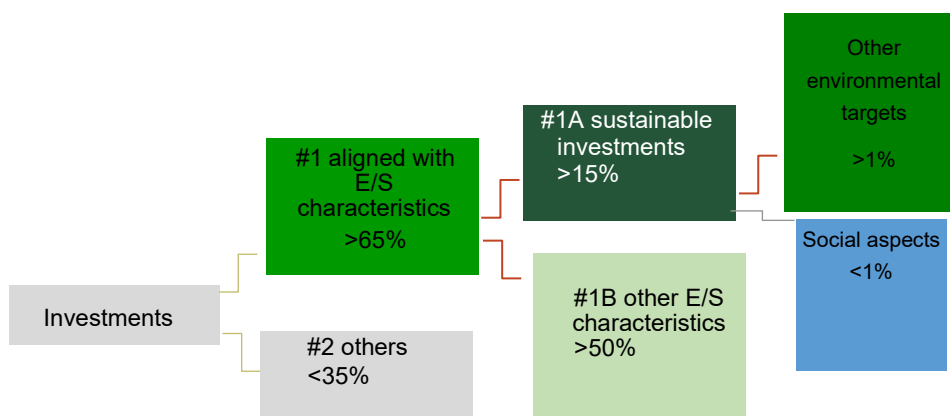 Investments
#1 aligned with
E/S
characteristics
>65%
#2 others
<35%
#1A sustainable
investments
>15%
#1B other E/S
characteristics
>50%
Other
environmental
targets
>1%
Social aspects
<1%